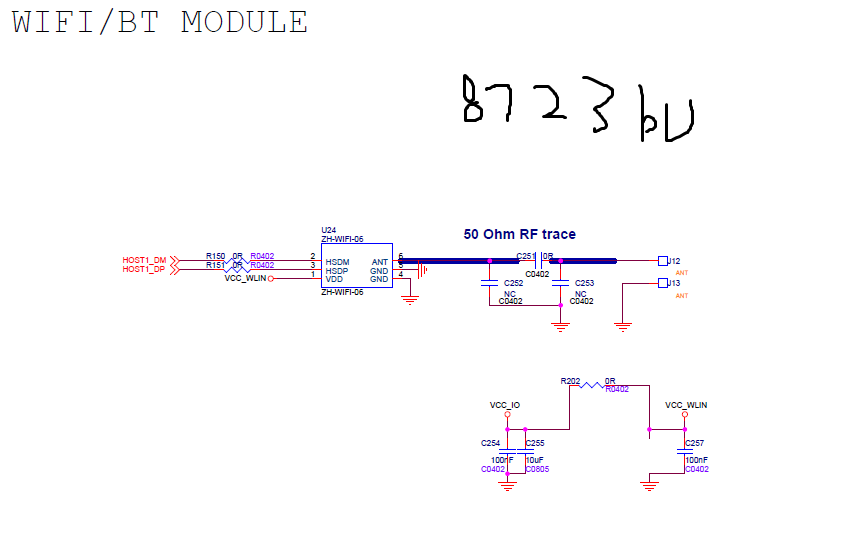 WIFI/BT MODULE
8723bU
50 Ohm RF trace
U24
ZH-WIFI-06
HOST1_DM
R150 0R R0402
2 HSDM
ANT 6
C251 0R
C0402
J12
ANT
HOST1_DP
R151 0R R0402
3 HSDP
GND 5
VCC_WLIN
1 VDD
GND 4
C252
NC
C0402
C253
NC
C0402
J13
ANT
ZH-WIFI-06
R202 0R
R0402
VCC_IO
VCC_WLIN
C254
100nF
C0402
C255
10uF
C0805
C257
100nF
C0402